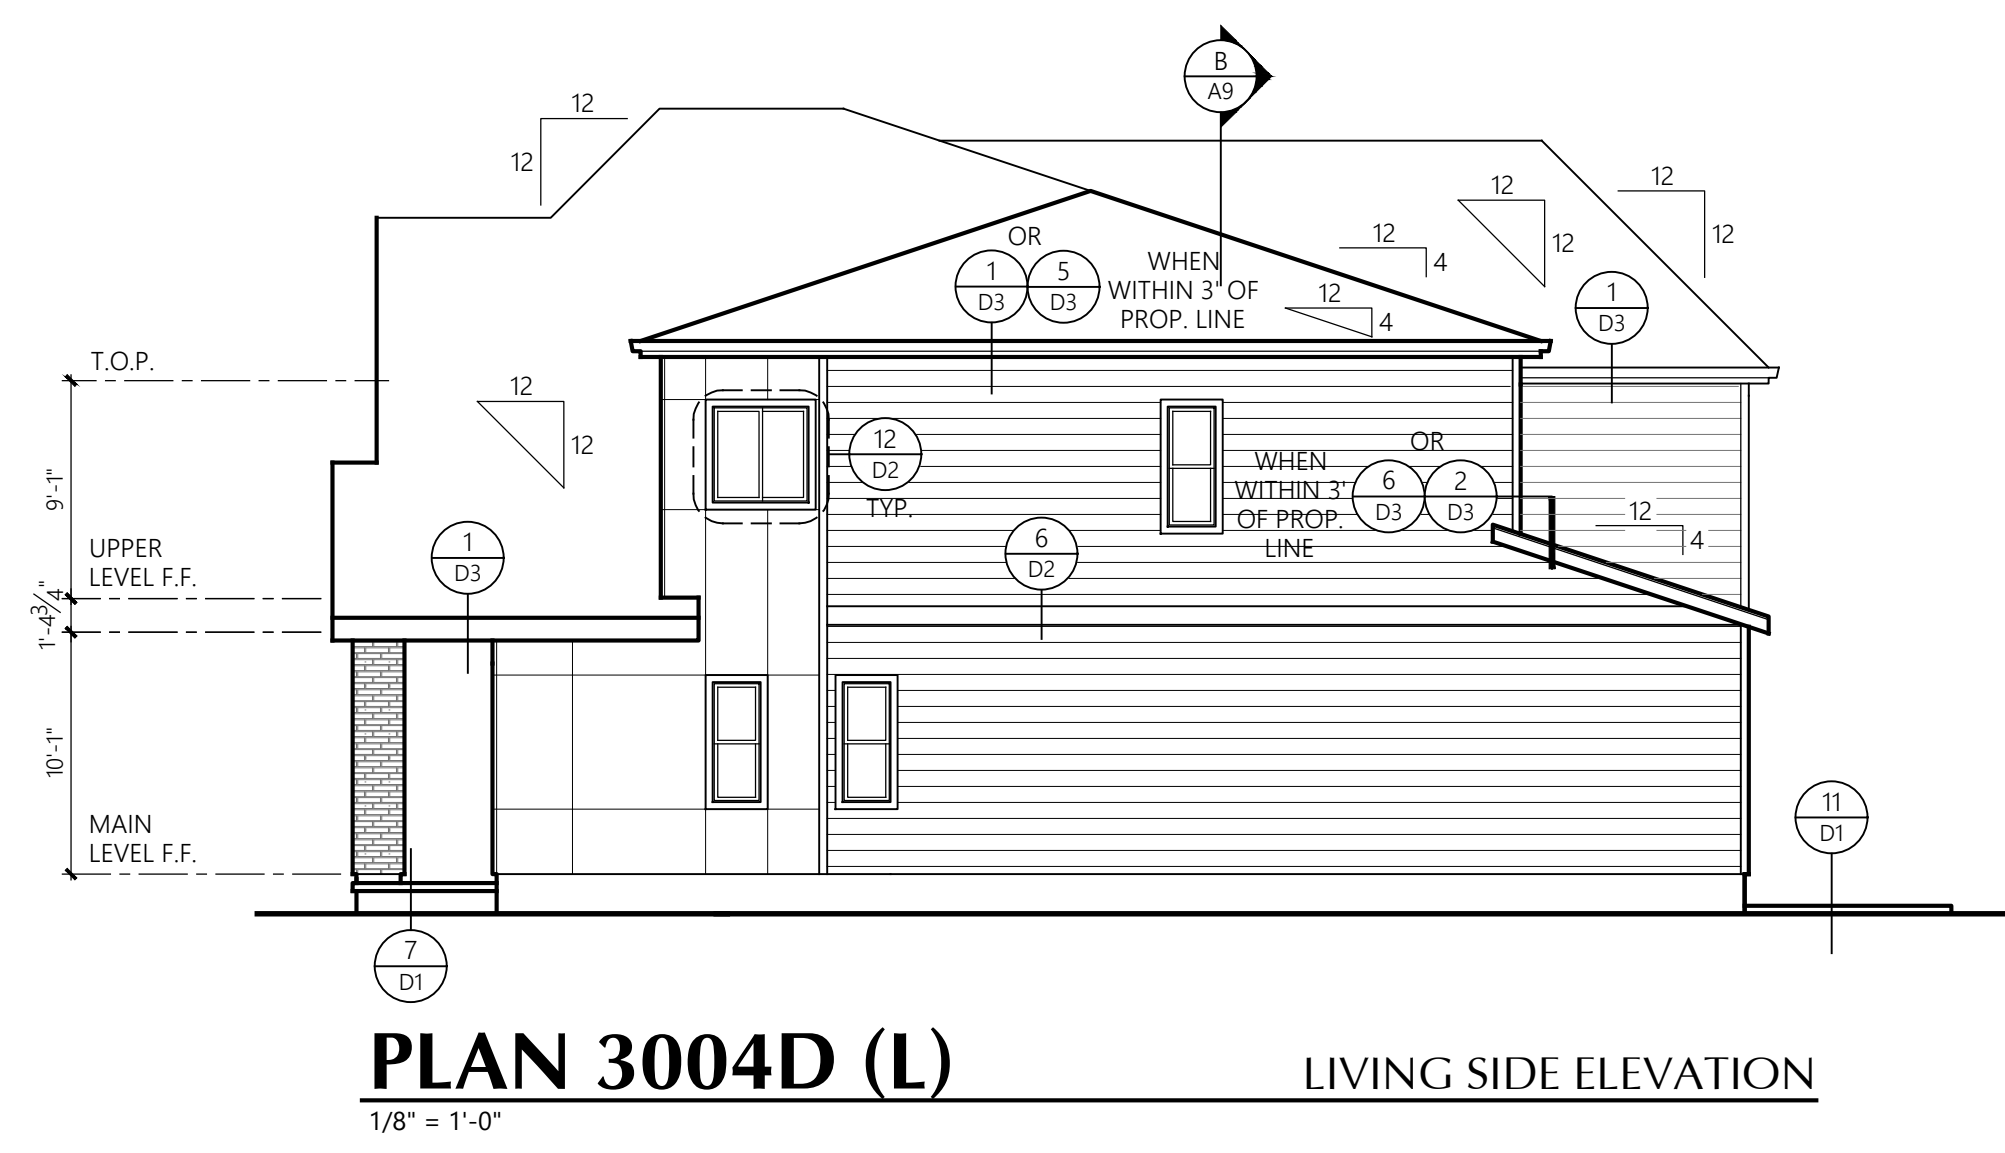 B
A9
12
12
12
12
12
12
12
4
12
4
OR
1
D3
5
D3
WHEN
WITHIN 3' OF
PROP. LINE
1
D3
T.O.P.
12
12
9'-1"
12
D2
TYP.
OR
WHEN
WITHIN 3'
OF PROP.
LINE
6
D3
2
D3
12
4
UPPER
LEVEL F.F.
1
D3
6
D2
1'-4 3/4"
10'-1"
MAIN
LEVEL F.F.
11
D1
7
D1
PLAN 3004D (L)
LIVING SIDE ELEVATION
1/8" = 1'-0"